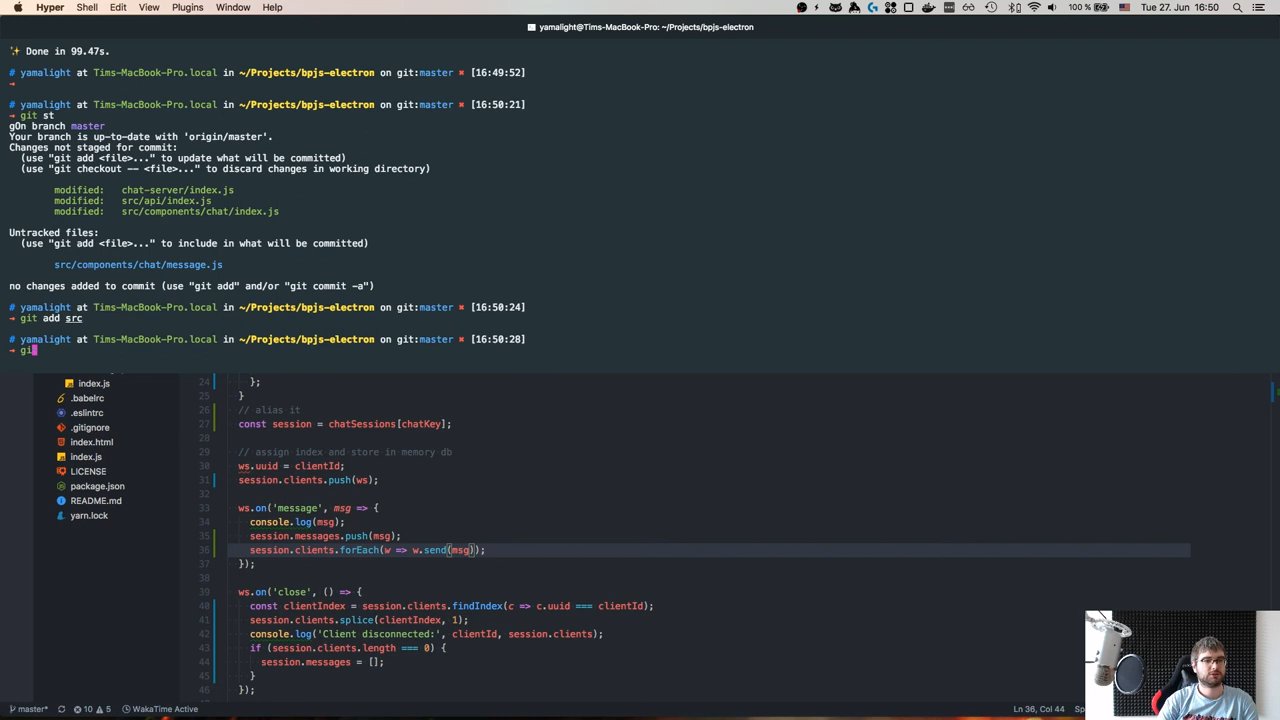 Shell Edit View Plugins Window Help
100 % Tue 27. Jun 16:50
yamalight@Tims-MacBook-Pro: ~/Projects/bpjs-electron
✨ Done in 99.47s.
# yamalight at Tims-MacBook-Pro.local in ~/Projects/bpjs-electron on git:master ✖ [16:49:52]
→
# yamalight at Tims-MacBook-Pro.local in ~/Projects/bpjs-electron on git:master ✖ [16:50:21]
→ git st
gOn branch master
Your branch is up-to-date with 'origin/master'.
Changes not staged for commit:
(use "git add <file>..." to update what will be committed)
(use "git checkout -- <file>..." to discard changes in working directory)
modified: chat-server/index.js
modified: src/api/index.js
modified: src/components/chat/index.js
Untracked files:
(use "git add <file>..." to include in what will be committed)
src/components/chat/message.js
no changes added to commit (use "git add" and/or "git commit -a")
# yamalight at Tims-MacBook-Pro.local in ~/Projects/bpjs-electron on git:master ✖ [16:50:24]
→ git add src
# yamalight at Tims-MacBook-Pro.local in ~/Projects/bpjs-electron on git:master ✖ [16:50:28]
→ gi
index.js
.babelrc
.eslintrc
.gitignore
index.html
index.js
LICENSE
package.json
README.md
yarn.lock
24 };
25 }
26 // alias it
27 const session = chatSessions[chatKey];
28
29 // assign index and store in memory db
30 ws.uuid = clientId;
31 session.clients.push(ws);
32
33 ws.on('message', msg => {
34 console.log(msg);
35 session.messages.push(msg);
36 session.clients.forEach(w => w.send(msg));
37 });
38
39 ws.on('close', () => {
40 const clientIndex = session.clients.findIndex(c => c.uuid === clientId);
41 session.clients.splice(clientIndex, 1);
42 console.log('Client disconnected:', clientId, session.clients);
43 if (session.clients.length === 0) {
44 session.messages = [];
45 }
46 });
master* 10 5 WakaTime Active
Ln 36, Col 44